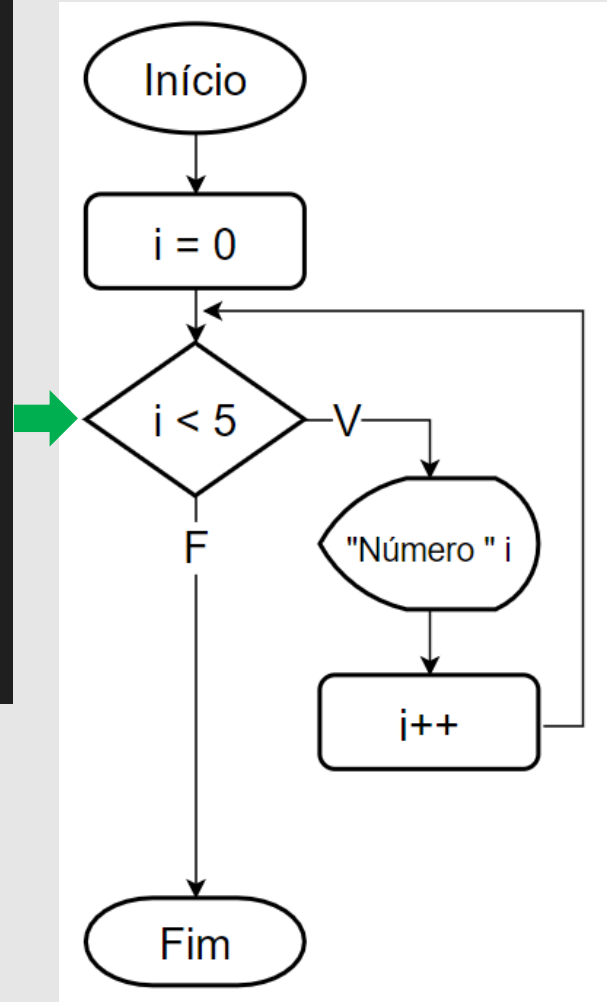 Início
i = 0
i < 5
V
F
"Número " i
i++
Fim